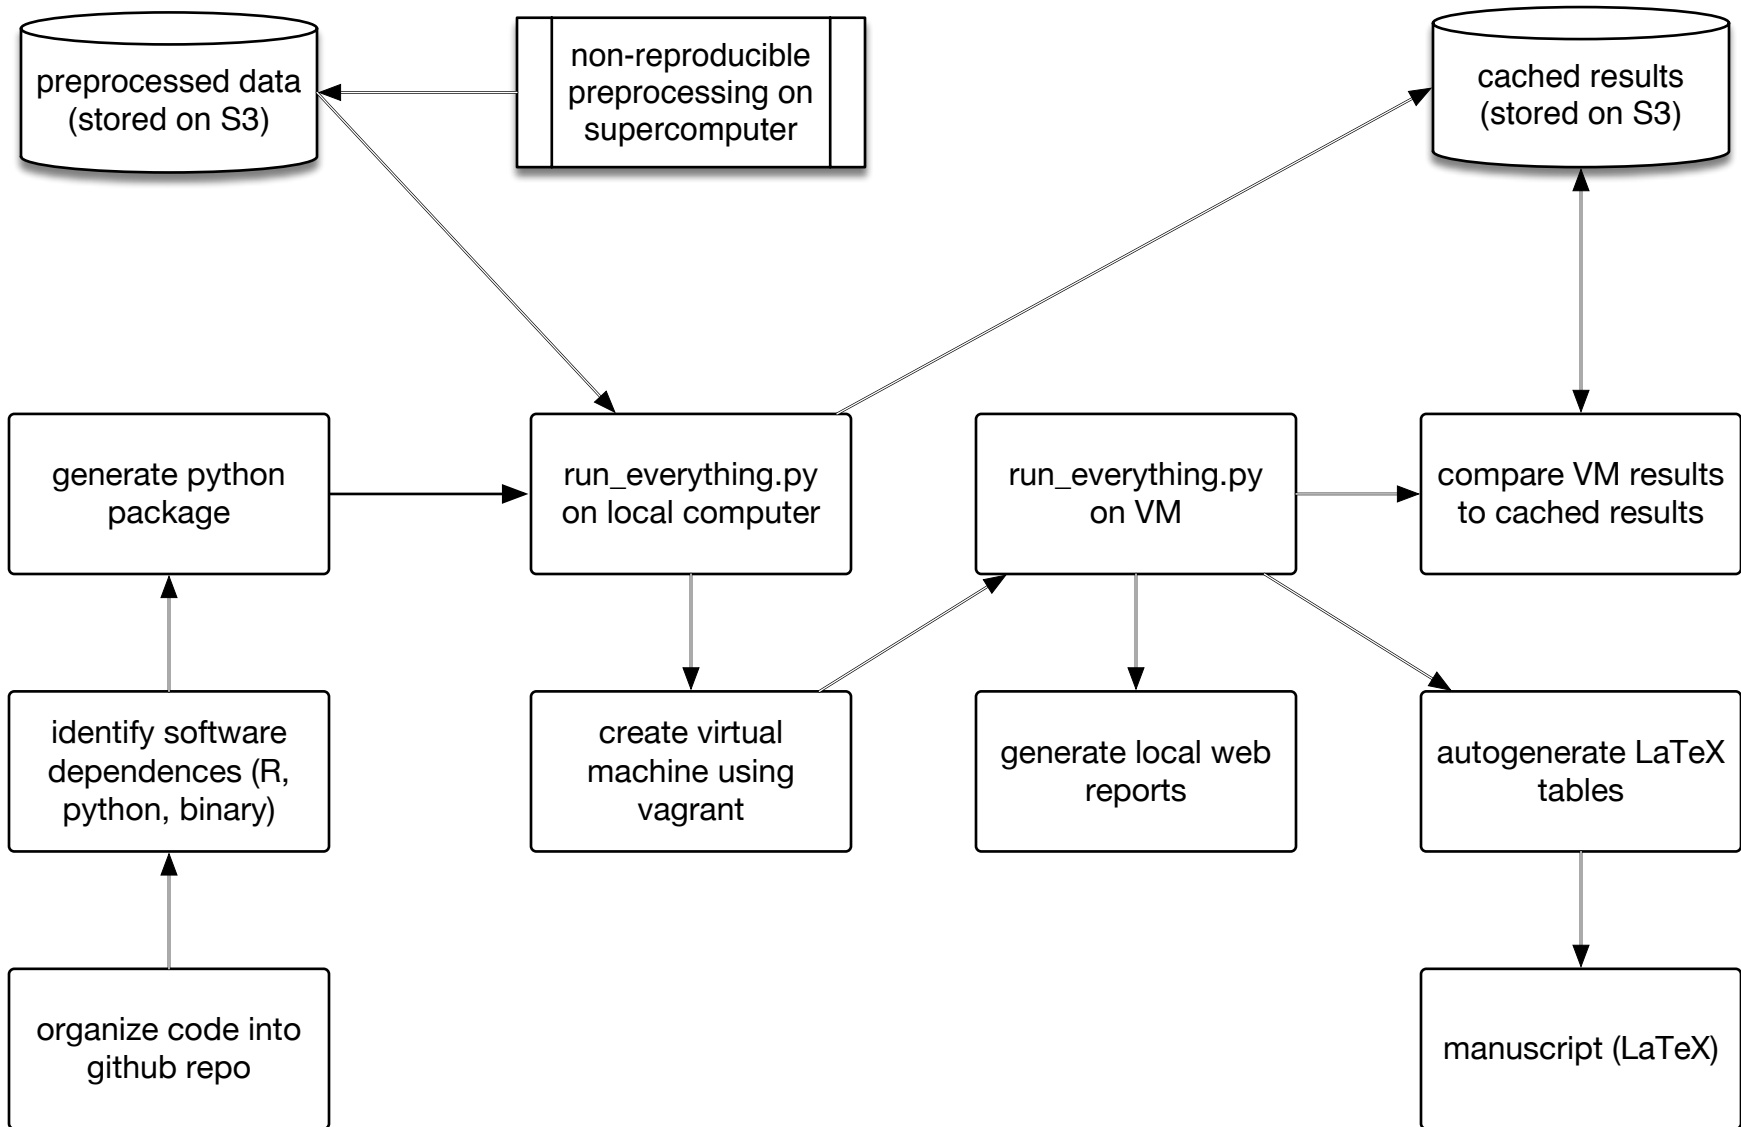 preprocessed data
(stored on S3)
non-reproducible
preprocessing on
supercomputer
cached results
(stored on S3)
generate python
package
run_everything.py
on local computer
run_everything.py
on VM
compare VM results
to cached results
identify software
dependences (R,
python, binary)
create virtual
machine using
vagrant
generate local web
reports
autogenerate LaTeX
tables
organize code into
github repo
manuscript (LaTeX)